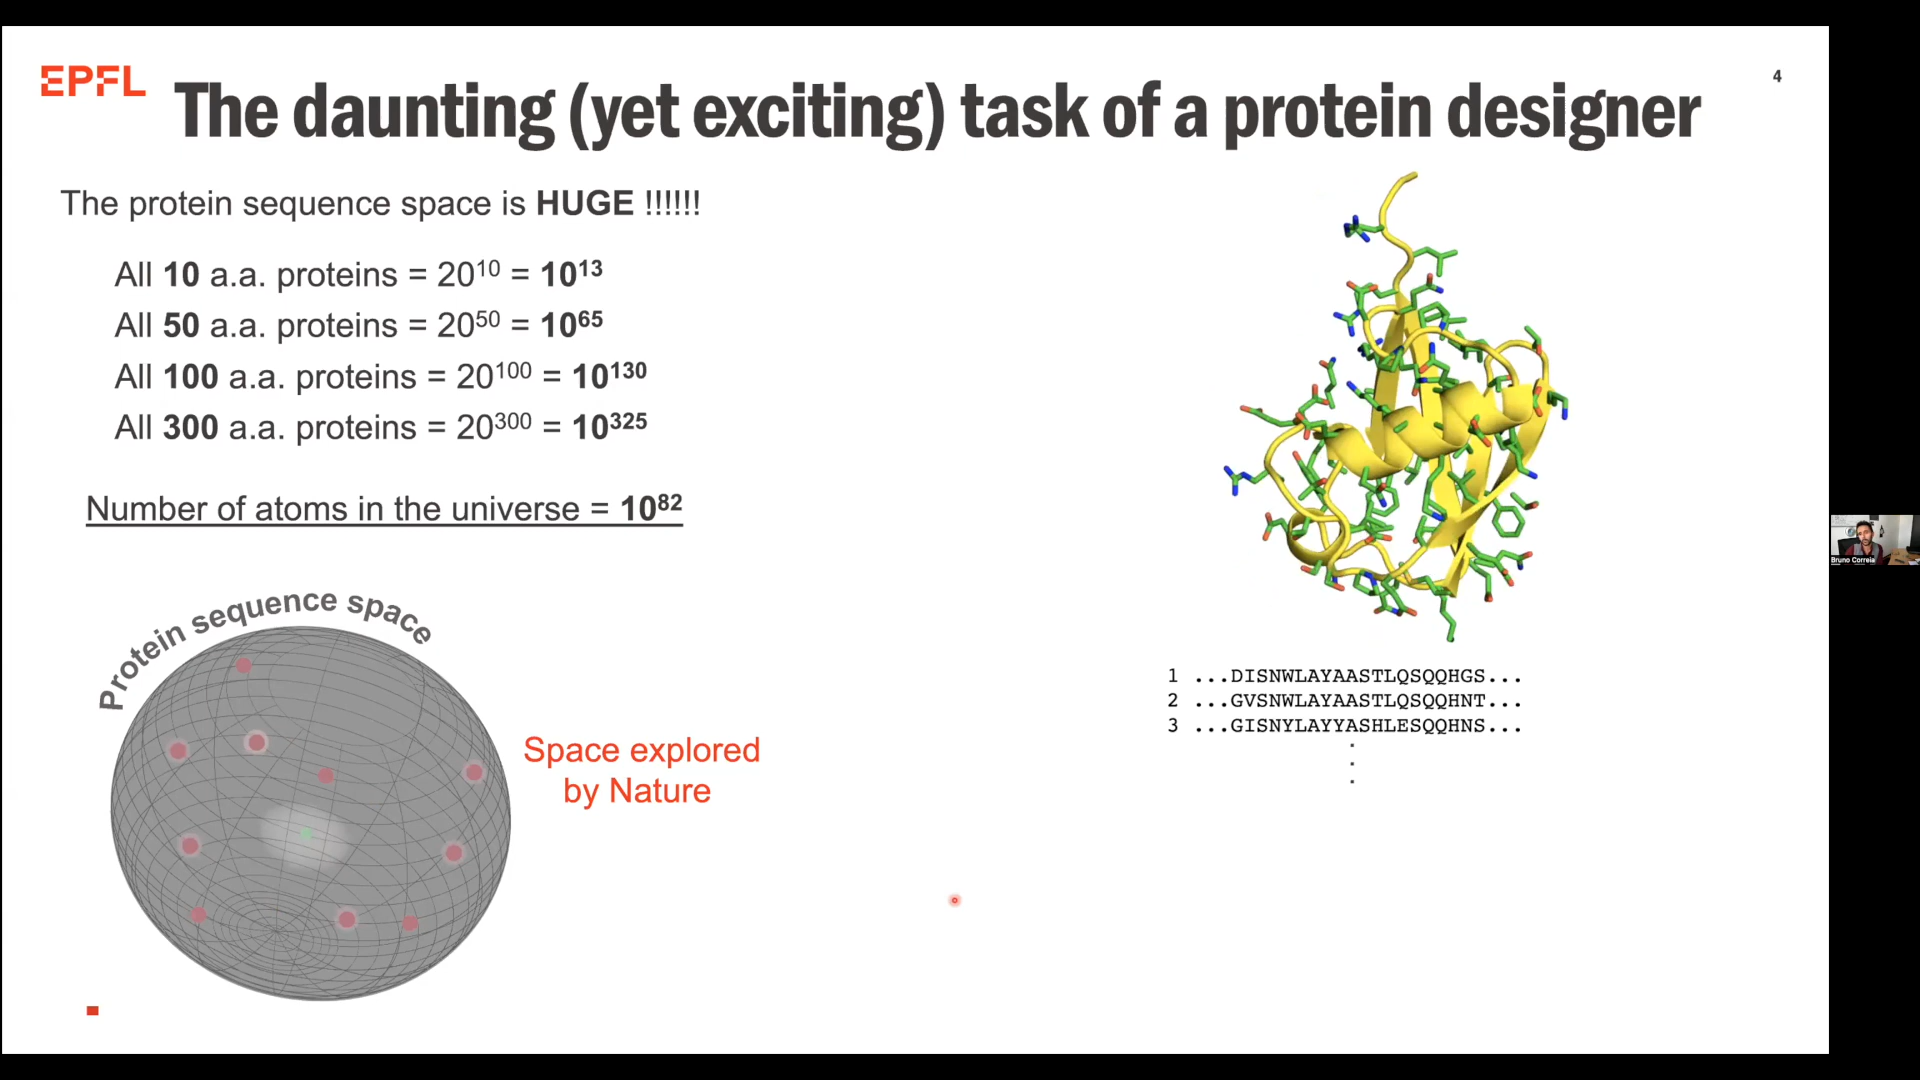 EPFL
4
The daunting (yet exciting) task of a protein designer
The protein sequence space is HUGE !!!!!!
All 10 a.a. proteins = 20¹⁰ = 10¹³
All 50 a.a. proteins = 20⁵⁰ = 10⁶⁵
All 100 a.a. proteins = 20¹⁰⁰ = 10¹³⁰
All 300 a.a. proteins = 20³⁰⁰ = 10³²⁵
Number of atoms in the universe = 10⁸²
Protein sequence space
Space explored
by Nature
1 ...DISNWLAYAASTLQSQQHGS...
2 ...GVSNWLAYAASTLQSQQHNT...
3 ...GISNYLAYYASHLESQQHNS...
.
.
.
Bruno Correia